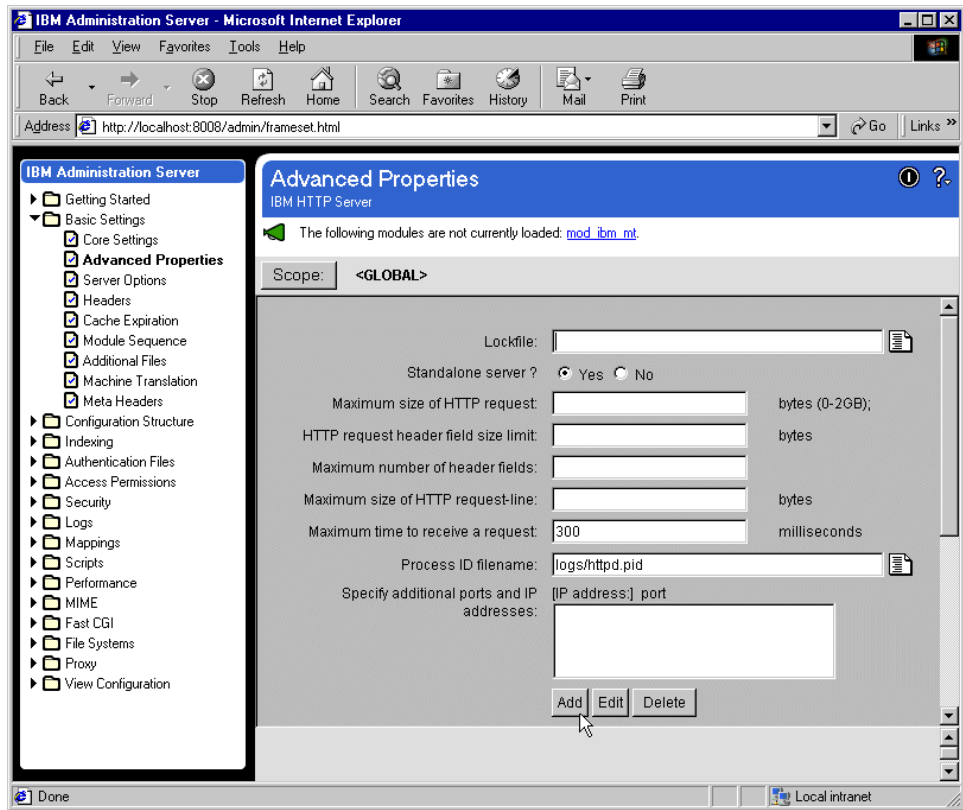 IBM Administration Server - Microsoft Internet Explorer
File Edit View Favorites Tools Help
Back Forward Stop Refresh Home Search Favorites History Mail Print
Address http://localhost:8008/admin/frameset.html Go Links »
IBM Administration Server
Getting Started
Basic Settings
Core Settings
Advanced Properties
Server Options
Headers
Cache Expiration
Module Sequence
Additional Files
Machine Translation
Meta Headers
Configuration Structure
Indexing
Authentication Files
Access Permissions
Security
Logs
Mappings
Scripts
Performance
MIME
Fast CGI
File Systems
Proxy
View Configuration
Advanced Properties
IBM HTTP Server
The following modules are not currently loaded: mod_ibm_mt.
Scope: <GLOBAL>
Lockfile:
Standalone server ? Yes No
Maximum size of HTTP request: bytes (0-2GB);
HTTP request header field size limit: bytes
Maximum number of header fields:
Maximum size of HTTP request-line: bytes
Maximum time to receive a request: 300 milliseconds
Process ID filename: logs/httpd.pid
Specify additional ports and IP [IP address:] port
addresses:
Add Edit Delete
Done Local intranet